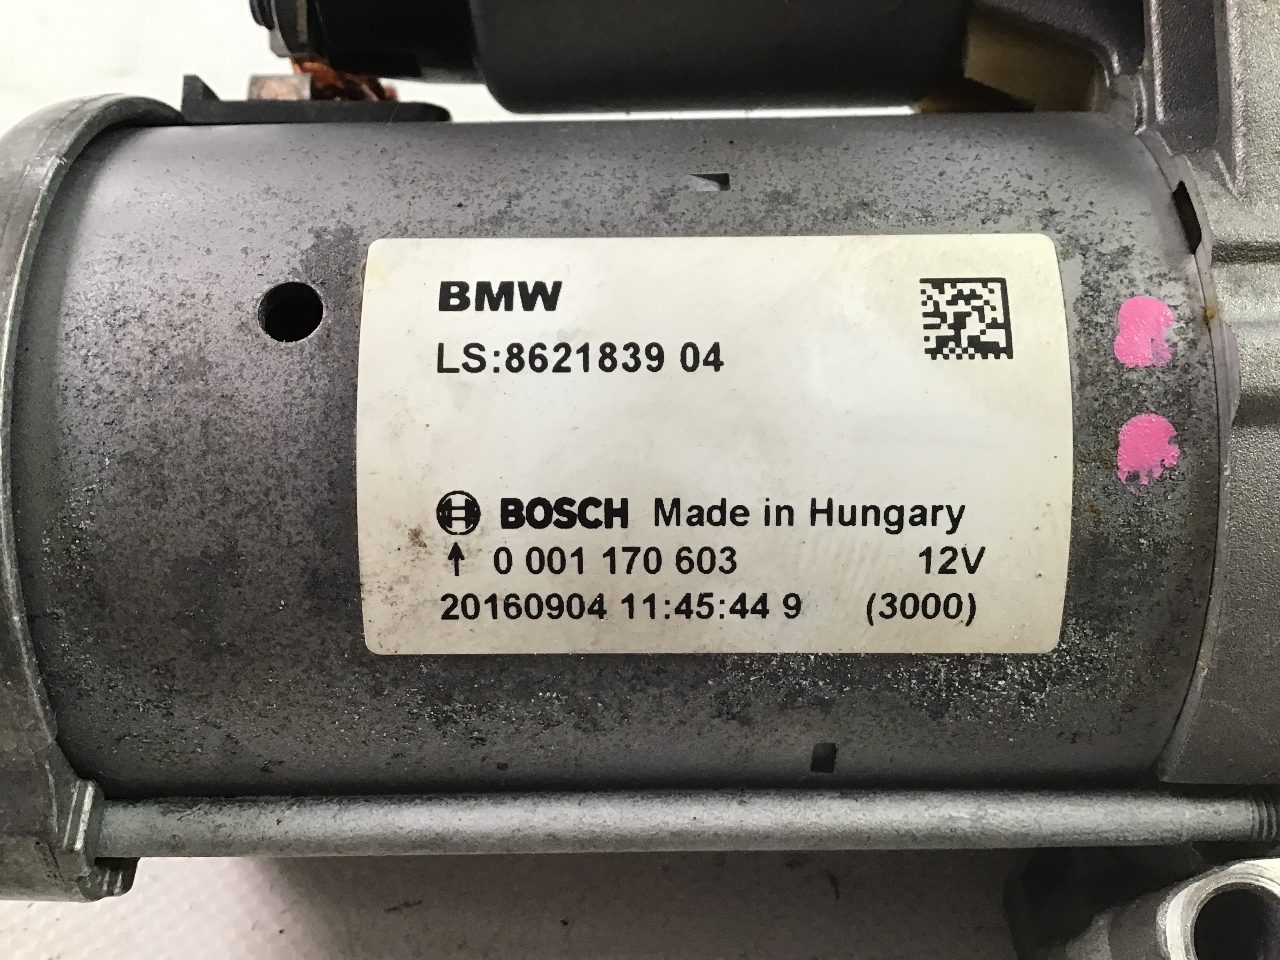 BMW
LS:8621839 04
BOSCH Made in Hungary
↑ 0 001 170 603 12V
20160904 11:45:44 9 (3000)